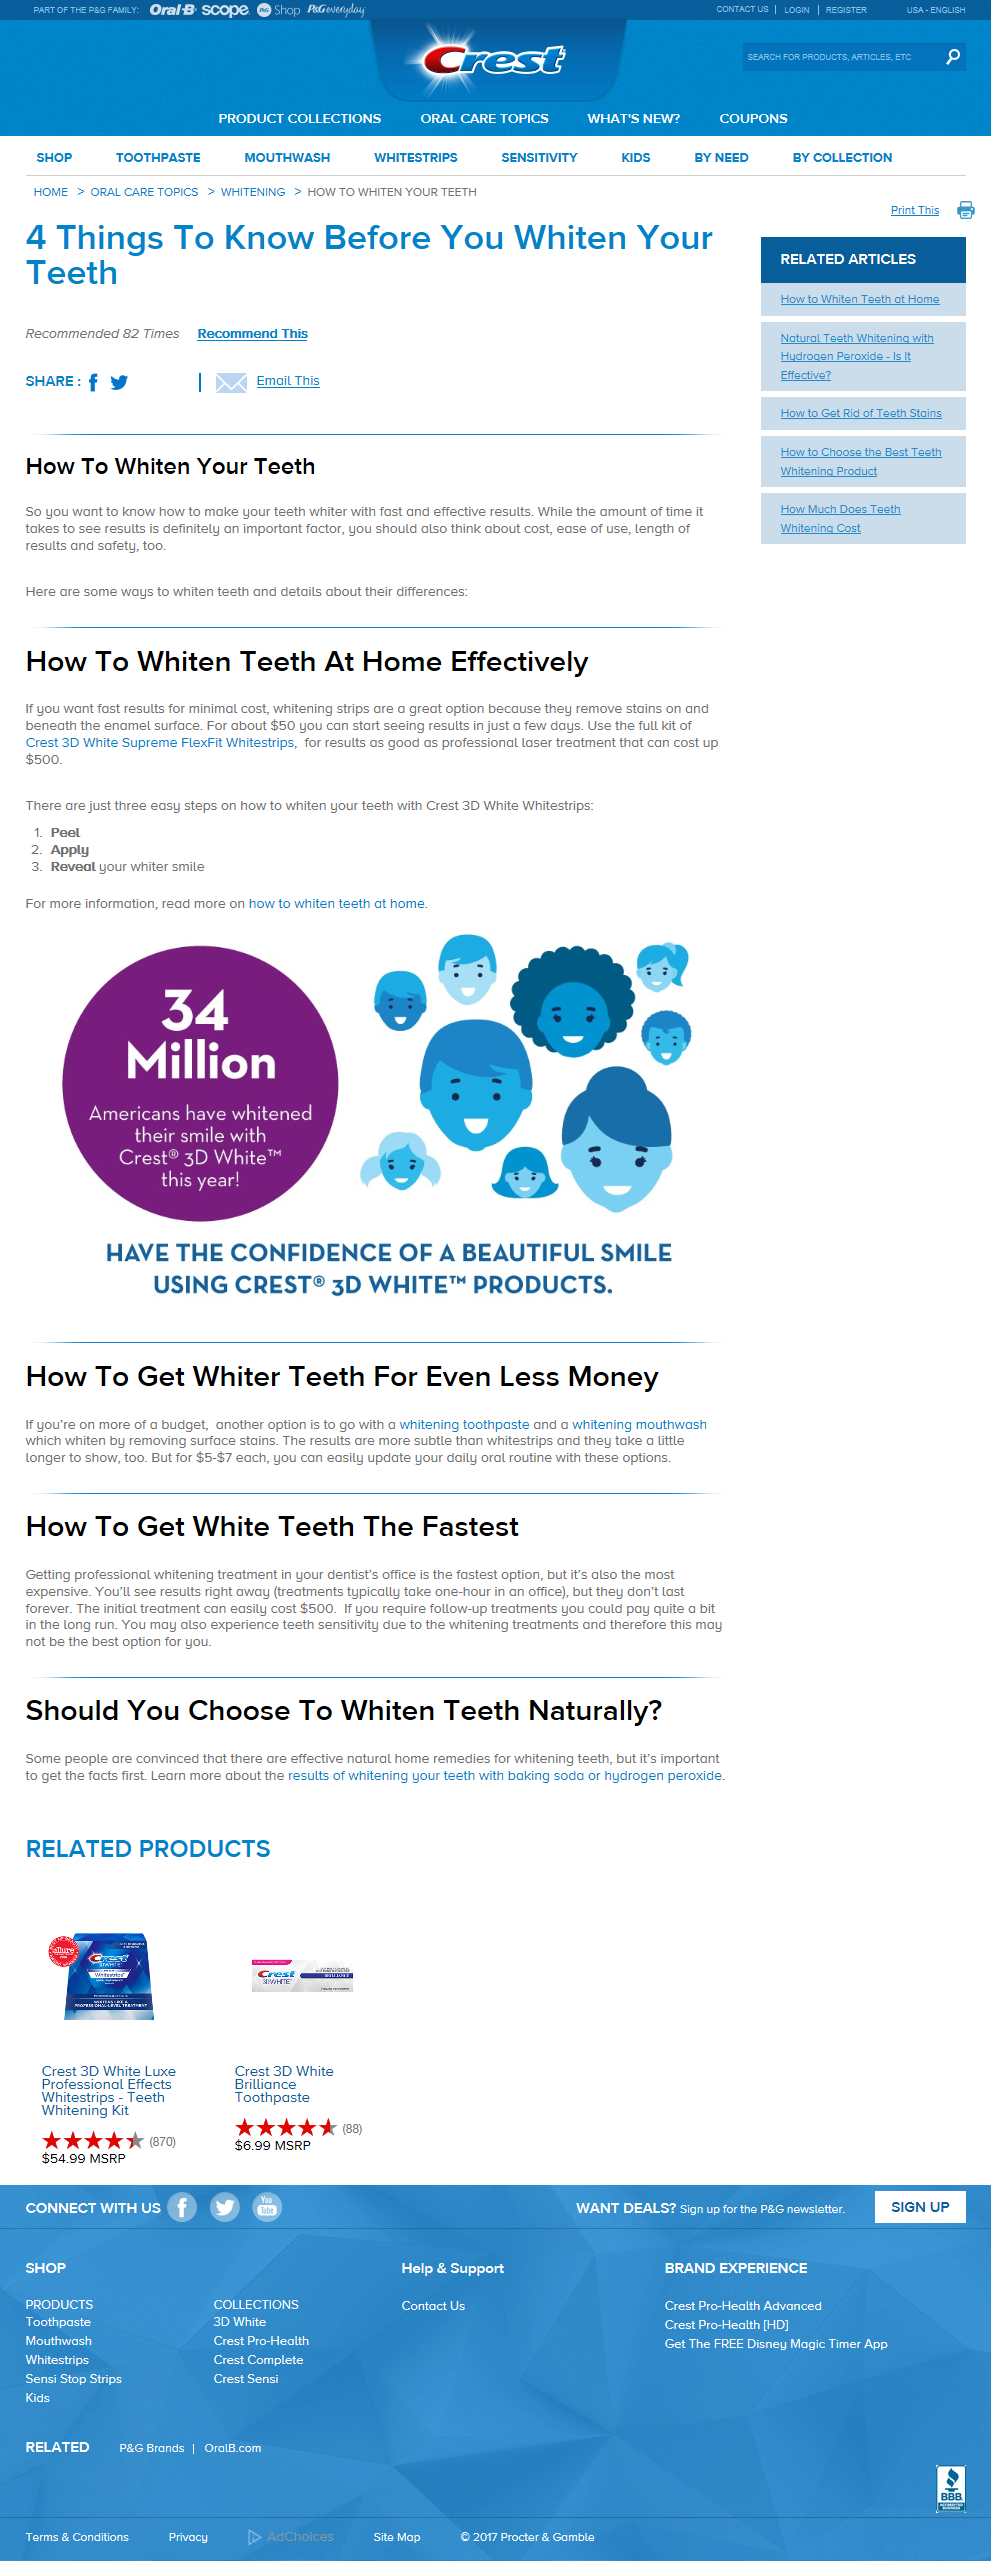 PART OF THE P&G FAMILY: Oral-B scope P&G Shop P&G everyday
CONTACT US | LOGIN | REGISTER USA - ENGLISH
Crest
SEARCH FOR PRODUCTS, ARTICLES, ETC
PRODUCT COLLECTIONS ORAL CARE TOPICS WHAT'S NEW? COUPONS
SHOP TOOTHPASTE MOUTHWASH WHITESTRIPS SENSITIVITY KIDS BY NEED BY COLLECTION
HOME > ORAL CARE TOPICS > WHITENING > HOW TO WHITEN YOUR TEETH
Print This
4 Things To Know Before You Whiten Your
Teeth
Recommended 82 Times Recommend This
SHARE : | Email This
RELATED ARTICLES
How to Whiten Teeth at Home
Natural Teeth Whitening with
Hydrogen Peroxide - Is It
Effective?
How to Get Rid of Teeth Stains
How to Choose the Best Teeth
Whitening Product
How Much Does Teeth
Whitening Cost
How To Whiten Your Teeth
So you want to know how to make your teeth whiter with fast and effective results. While the amount of time it
takes to see results is definitely an important factor, you should also think about cost, ease of use, length of
results and safety, too.
Here are some ways to whiten teeth and details about their differences:
How To Whiten Teeth At Home Effectively
If you want fast results for minimal cost, whitening strips are a great option because they remove stains on and
beneath the enamel surface. For about $50 you can start seeing results in just a few days. Use the full kit of
Crest 3D White Supreme FlexFit Whitestrips, for results as good as professional laser treatment that can cost up
$500.
There are just three easy steps on how to whiten your teeth with Crest 3D White Whitestrips:
1. Peel
2. Apply
3. Reveal your whiter smile
For more information, read more on how to whiten teeth at home.
34
Million
Americans have whitened
their smile with
Crest® 3D White™
this year!
HAVE THE CONFIDENCE OF A BEAUTIFUL SMILE
USING CREST® 3D WHITE™ PRODUCTS.
How To Get Whiter Teeth For Even Less Money
If you're on more of a budget, another option is to go with a whitening toothpaste and a whitening mouthwash
which whiten by removing surface stains. The results are more subtle than whitestrips and they take a little
longer to show, too. But for $5-$7 each, you can easily update your daily oral routine with these options.
How To Get White Teeth The Fastest
Getting professional whitening treatment in your dentist's office is the fastest option, but it's also the most
expensive. You'll see results right away (treatments typically take one-hour in an office), but they don't last
forever. The initial treatment can easily cost $500. If you require follow-up treatments you could pay quite a bit
in the long run. You may also experience teeth sensitivity due to the whitening treatments and therefore this may
not be the best option for you.
Should You Choose To Whiten Teeth Naturally?
Some people are convinced that there are effective natural home remedies for whitening teeth, but it's important
to get the facts first. Learn more about the results of whitening your teeth with baking soda or hydrogen peroxide.
RELATED PRODUCTS
allure
Crest
3DWHITE
Whitestrips
WHITENS LIKE A
PROFESSIONAL-LEVEL TREATMENT
Crest
3DWHITE
BRILLIANCE
Crest 3D White Luxe
Professional Effects
Whitestrips - Teeth
Whitening Kit
(870)
$54.99 MSRP
Crest 3D White
Brilliance
Toothpaste
(88)
$6.99 MSRP
CONNECT WITH US You Tube WANT DEALS? Sign up for the P&G newsletter. SIGN UP
SHOP
PRODUCTS
Toothpaste
Mouthwash
Whitestrips
Sensi Stop Strips
Kids
COLLECTIONS
3D White
Crest Pro-Health
Crest Complete
Crest Sensi
Help & Support
Contact Us
BRAND EXPERIENCE
Crest Pro-Health Advanced
Crest Pro-Health [HD]
Get The FREE Disney Magic Timer App
RELATED P&G Brands | OralB.com
BBB
ACCREDITED
BUSINESS
Terms & Conditions Privacy AdChoices Site Map © 2017 Procter & Gamble